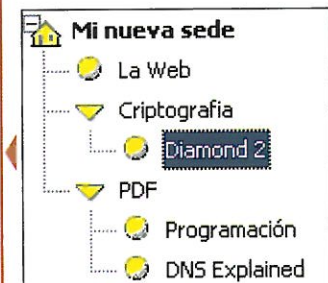 Mi nueva sede
La Web
Criptografia
Diamond 2
PDF
Programación
DNS Explained